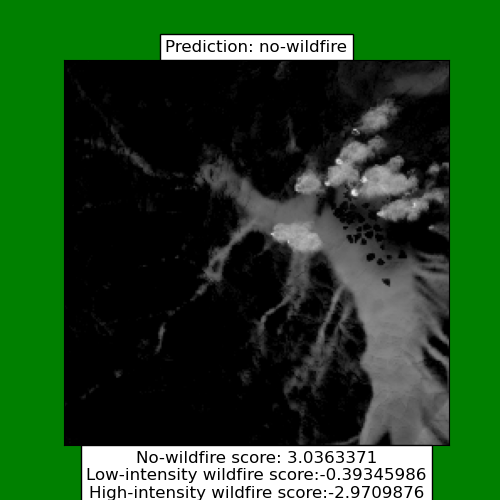 Prediction: no-wildfire
No-wildfire score: 3.0363371
Low-intensity wildfire score:-0.39345986
High-intensity wildfire score:-2.9709876